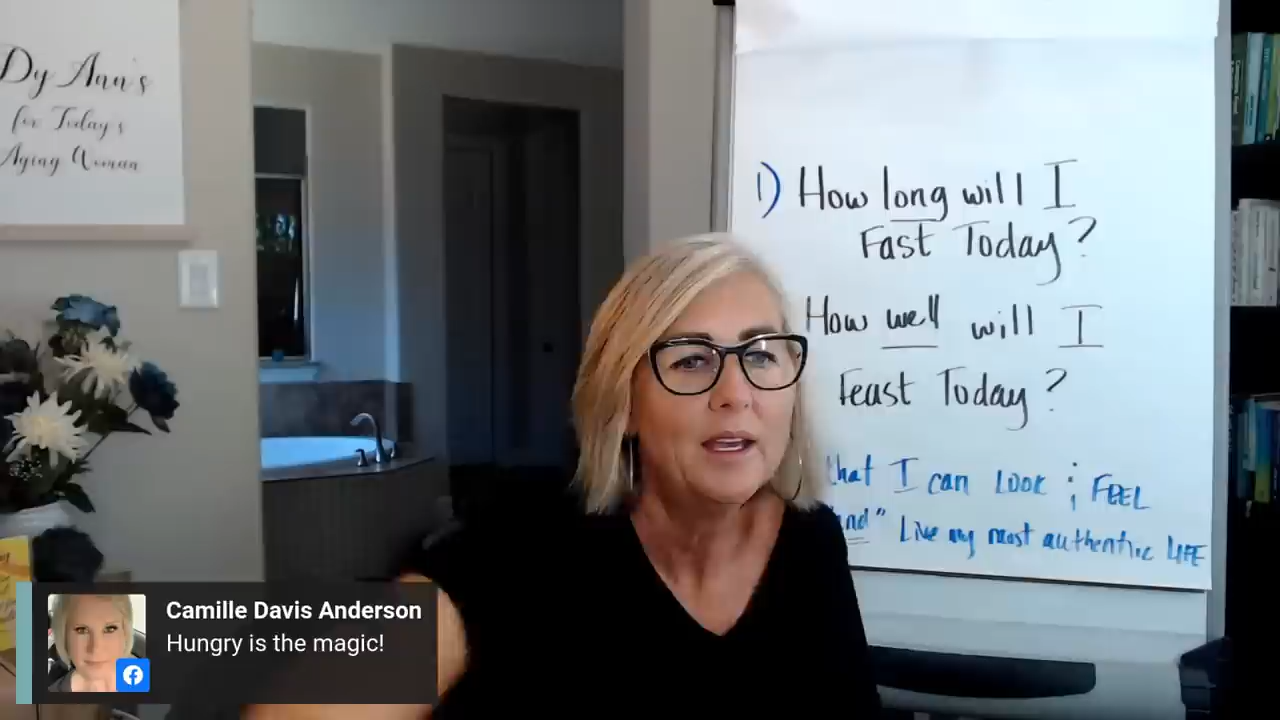 Dy Ann's
for Today's
Aging Woman
1) How long will I
Fast Today?
How well will I
Feast Today?
that I can Look & FEEL
"and" Live my most authentic LIFE
Camille Davis Anderson
Hungry is the magic!